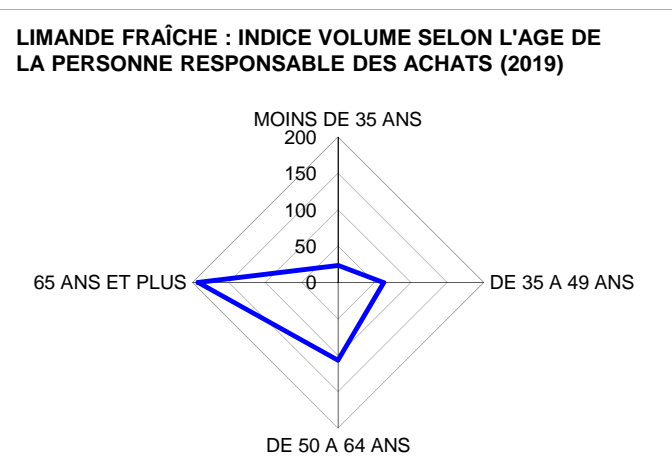 LIMANDE FRAÎCHE : INDICE VOLUME SELON L'AGE DE
LA PERSONNE RESPONSABLE DES ACHATS (2019)
MOINS DE 35 ANS
200
150
100
50
65 ANS ET PLUS
0
DE 35 A 49 ANS
DE 50 A 64 ANS